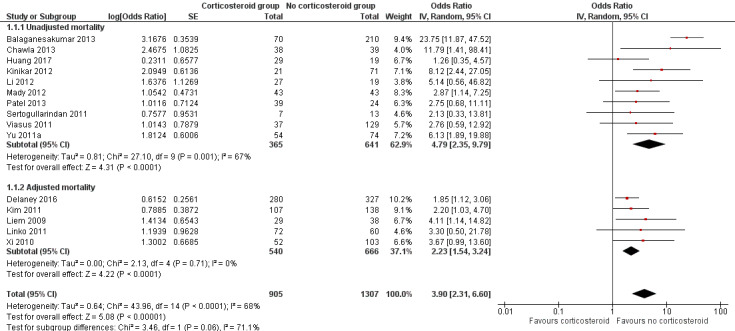 Corticosteroid group No corticosteroid group Odds Ratio Odds Ratio
Study or Subgroup log[Odds Ratio] SE Total Total Weight IV, Random, 95% CI IV, Random, 95% CI
1.1.1 Unadjusted mortality
Balaganesakumar 2013 3.1676 0.3539 70 210 9.4% 23.75 [11.87, 47.52]
Chawla 2013 2.4675 1.0825 38 39 4.0% 11.79 [1.41, 98.41]
Huang 2017 0.2311 0.6577 29 19 6.8% 1.26 [0.35, 4.57]
Kinikar 2012 2.0949 0.6136 21 71 7.1% 8.12 [2.44, 27.05]
Li 2012 1.6376 1.1269 27 19 3.8% 5.14 [0.56, 46.82]
Mady 2012 1.0542 0.4731 43 43 8.4% 2.87 [1.14, 7.25]
Patel 2013 1.0116 0.7124 39 24 6.4% 2.75 [0.68, 11.11]
Sertogullarindan 2011 0.7577 0.9531 7 13 4.7% 2.13 [0.33, 13.81]
Viasus 2011 1.0143 0.7879 37 129 5.8% 2.76 [0.59, 12.92]
Yu 2011a 1.8124 0.6006 54 74 7.2% 6.13 [1.89, 19.88]
Subtotal (95% CI) 365 641 62.9% 4.79 [2.35, 9.79]
Heterogeneity: Tau² = 0.81; Chi² = 27.10, df = 9 (P = 0.001); I² = 67%
Test for overall effect: Z = 4.31 (P < 0.0001)
1.1.2 Adjusted mortality
Delaney 2016 0.6152 0.2561 280 327 10.2% 1.85 [1.12, 3.06]
Kim 2011 0.7885 0.3872 107 138 9.2% 2.20 [1.03, 4.70]
Liem 2009 1.4134 0.6543 29 38 6.8% 4.11 [1.14, 14.82]
Linko 2011 1.1939 0.9628 72 60 4.6% 3.30 [0.50, 21.78]
Xi 2010 1.3002 0.6685 52 103 6.7% 3.67 [0.99, 13.60]
Subtotal (95% CI) 540 666 37.1% 2.23 [1.54, 3.24]
Heterogeneity: Tau² = 0.00; Chi² = 2.13, df = 4 (P = 0.71); I² = 0%
Test for overall effect: Z = 4.22 (P < 0.0001)
Total (95% CI) 905 1307 100.0% 3.90 [2.31, 6.60]
Heterogeneity: Tau² = 0.64; Chi² = 43.96, df = 14 (P < 0.0001); I² = 68%
Test for overall effect: Z = 5.08 (P < 0.00001)
Test for subgroup differences: Chi² = 3.46, df = 1 (P = 0.06), I² = 71.1%
0.01 0.1 1 10 100
Favours corticosteroid Favours no corticosteroid